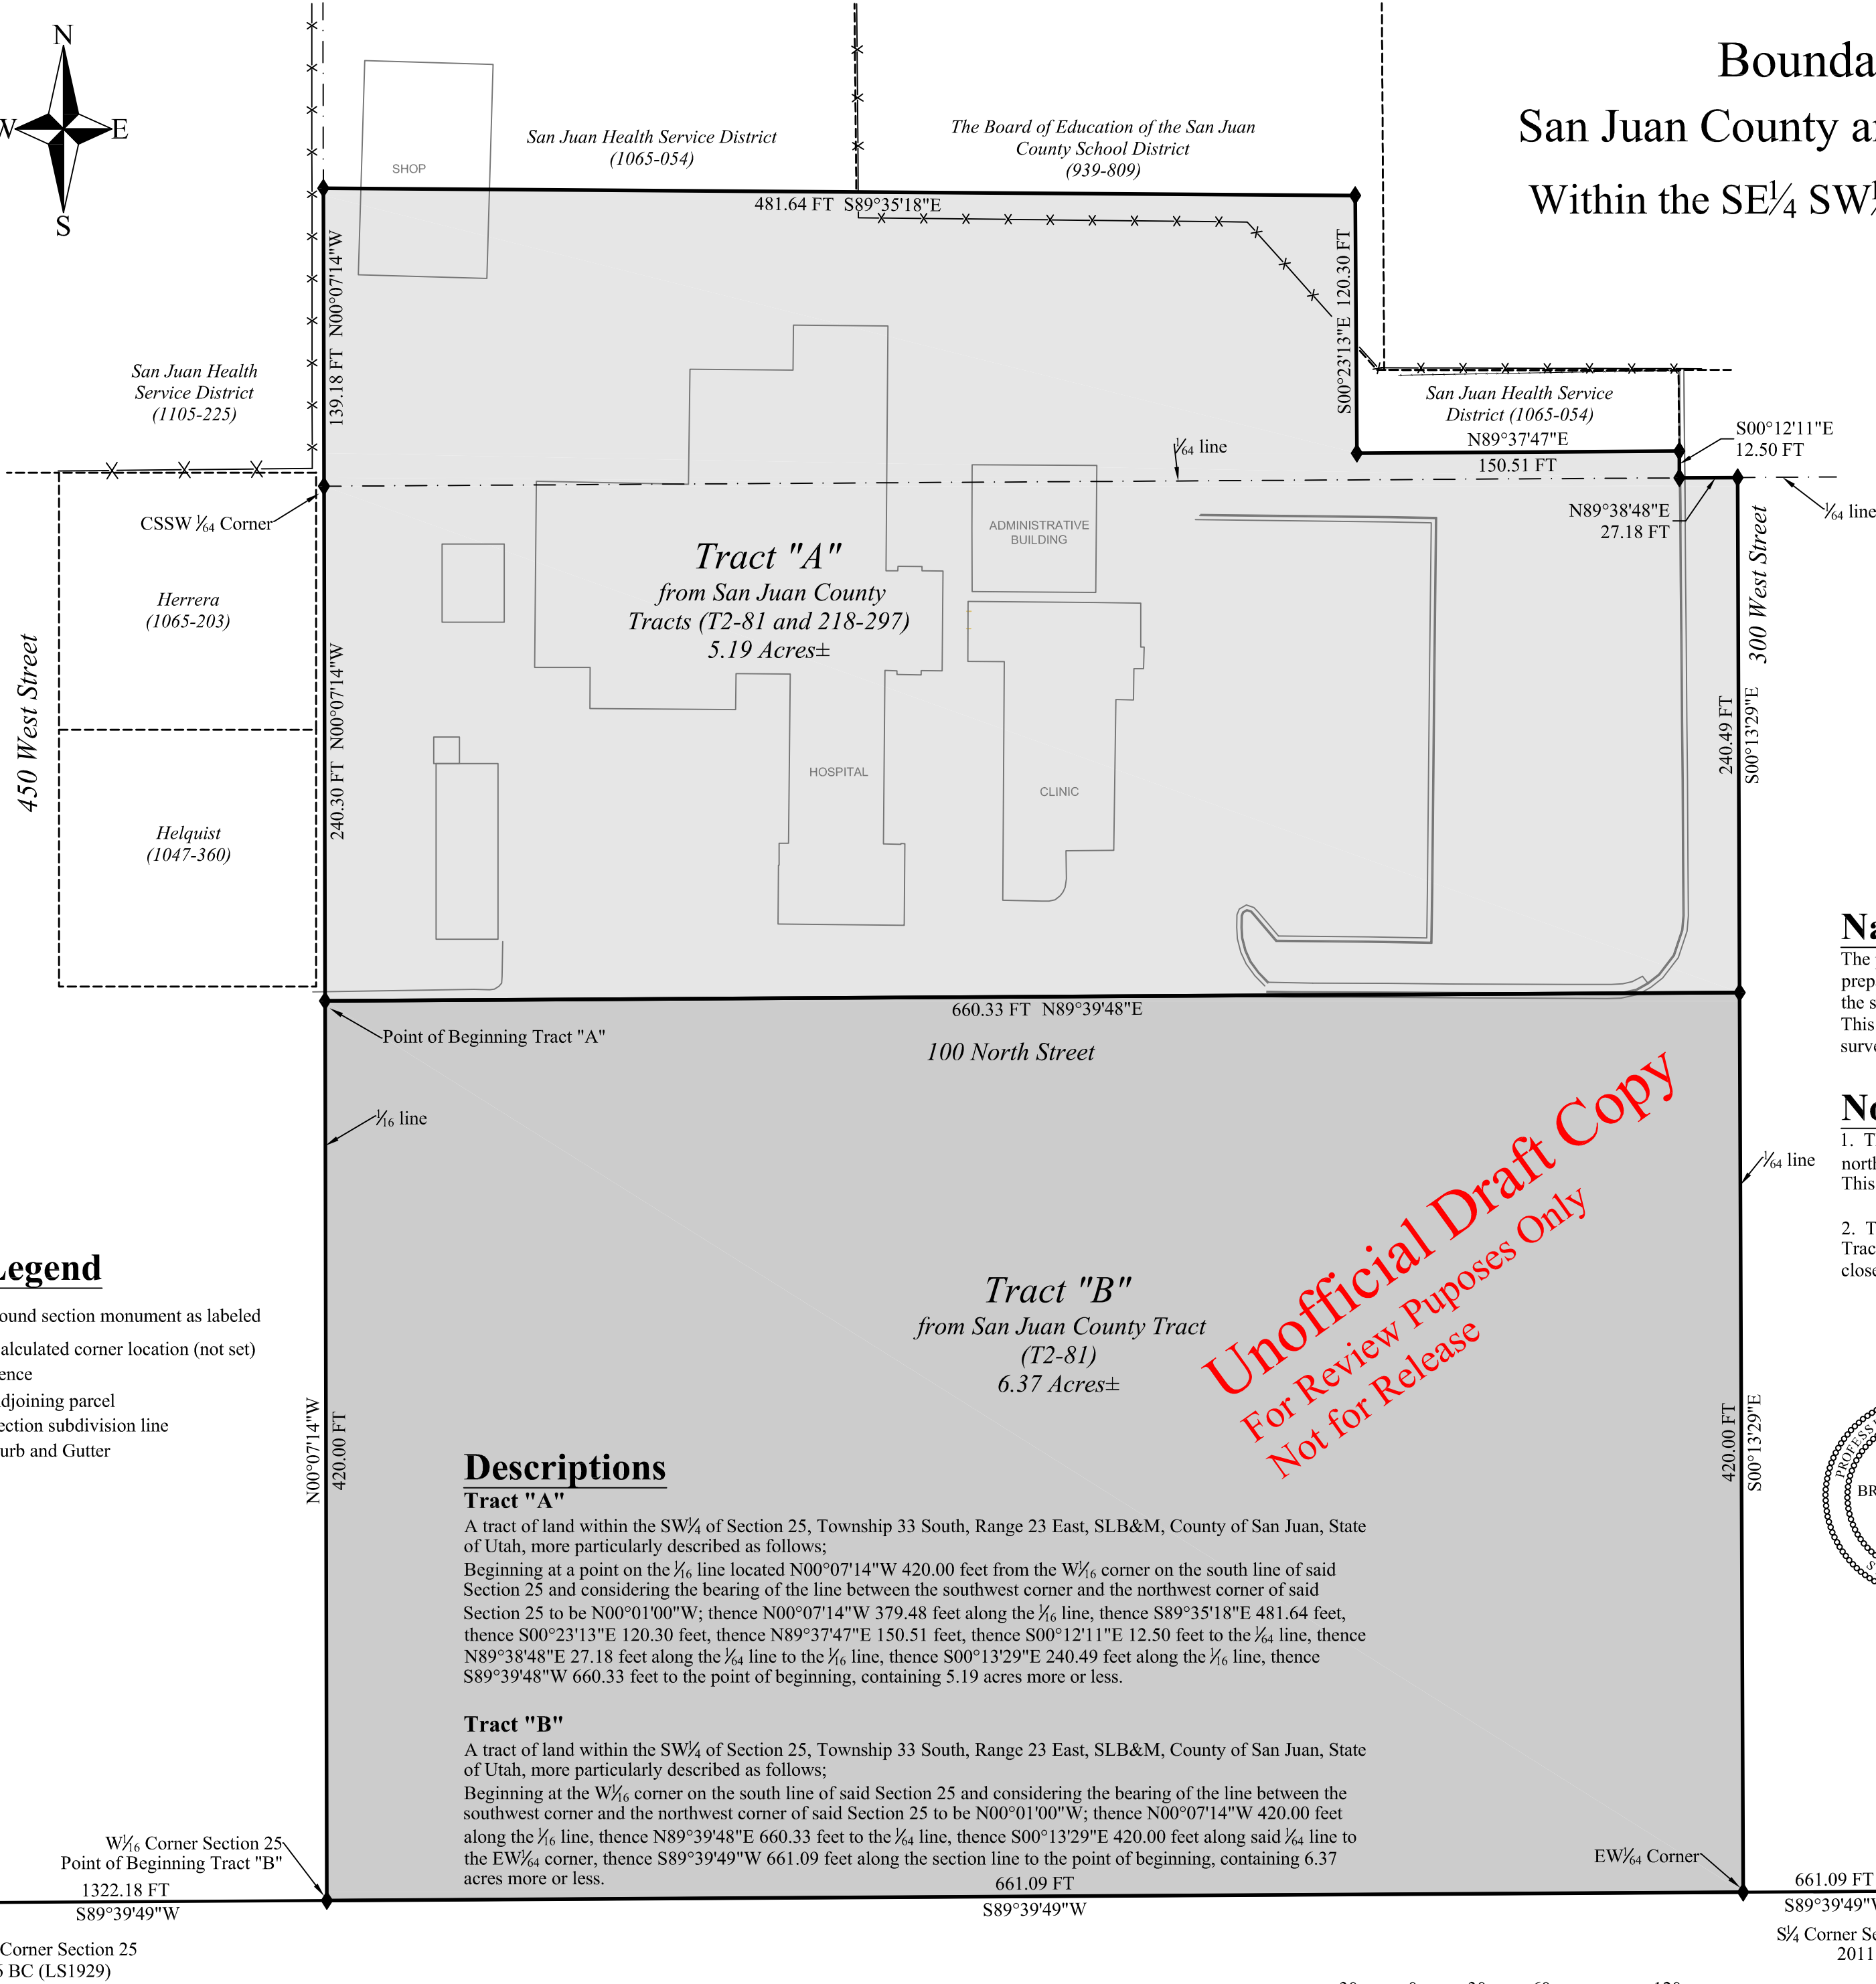 N
W
E
S
Bounda
San Juan County a
Within the SE¼ SW
SHOP
San Juan Health Service District
(1065-054)
The Board of Education of the San Juan
County School District
(939-809)
481.64 FT S89°35'18"E
139.18 FT N00°07'14"W
S00°23'13"E 120.30 FT
San Juan Health
Service District
(1105-225)
San Juan Health Service
District (1065-054)
N89°37'47"E
150.51 FT
S00°12'11"E
12.50 FT
1/64 line
CSSW 1/64 Corner
N89°38'48"E
27.18 FT
1/64 line
ADMINISTRATIVE
BUILDING
Tract "A"
from San Juan County
Tracts (T2-81 and 218-297)
5.19 Acres±
Herrera
(1065-203)
450 West Street
300 West Street
240.30 FT N00°07'14"W
240.49 FT
S00°13'29"E
HOSPITAL
CLINIC
Helquist
(1047-360)
660.33 FT N89°39'48"E
Point of Beginning Tract "A"
100 North Street
1/16 line
1/64 line
Na
The
prep
the s
This
surve
No
1. T
north
This
2. T
Trac
close
Unofficial Draft Copy
For Review Puposes Only
Not for Release
Tract "B"
from San Juan County Tract
(T2-81)
6.37 Acres±
Legend
ound section monument as labeled
alculated corner location (not set)
ence
djoining parcel
ection subdivision line
urb and Gutter
N00°07'14"W
420.00 FT
420.00 FT
S00°13'29"E
PROFESS
BR
Descriptions
Tract "A"
A tract of land within the SW¼ of Section 25, Township 33 South, Range 23 East, SLB&M, County of San Juan, State
of Utah, more particularly described as follows;
Beginning at a point on the 1/16 line located N00°07'14"W 420.00 feet from the W1/16 corner on the south line of said
Section 25 and considering the bearing of the line between the southwest corner and the northwest corner of said
Section 25 to be N00°01'00"W; thence N00°07'14"W 379.48 feet along the 1/16 line, thence S89°35'18"E 481.64 feet,
thence S00°23'13"E 120.30 feet, thence N89°37'47"E 150.51 feet, thence S00°12'11"E 12.50 feet to the 1/64 line, thence
N89°38'48"E 27.18 feet along the 1/64 line to the 1/16 line, thence S00°13'29"E 240.49 feet along the 1/16 line, thence
S89°39'48"W 660.33 feet to the point of beginning, containing 5.19 acres more or less.
Tract "B"
A tract of land within the SW¼ of Section 25, Township 33 South, Range 23 East, SLB&M, County of San Juan, State
of Utah, more particularly described as follows;
Beginning at the W1/16 corner on the south line of said Section 25 and considering the bearing of the line between the
southwest corner and the northwest corner of said Section 25 to be N00°01'00"W; thence N00°07'14"W 420.00 feet
along the 1/16 line, thence N89°39'48"E 660.33 feet to the 1/64 line, thence S00°13'29"E 420.00 feet along said 1/64 line to
the EW1/64 corner, thence S89°39'49"W 661.09 feet along the section line to the point of beginning, containing 6.37
acres more or less.
W1/16 Corner Section 25
Point of Beginning Tract "B"
1322.18 FT
S89°39'49"W
661.09 FT
S89°39'49"W
EW1/64 Corner
661.09 FT
S89°39'49"W
Corner Section 25
BC (LS1929)
S¼ Corner Se
2011